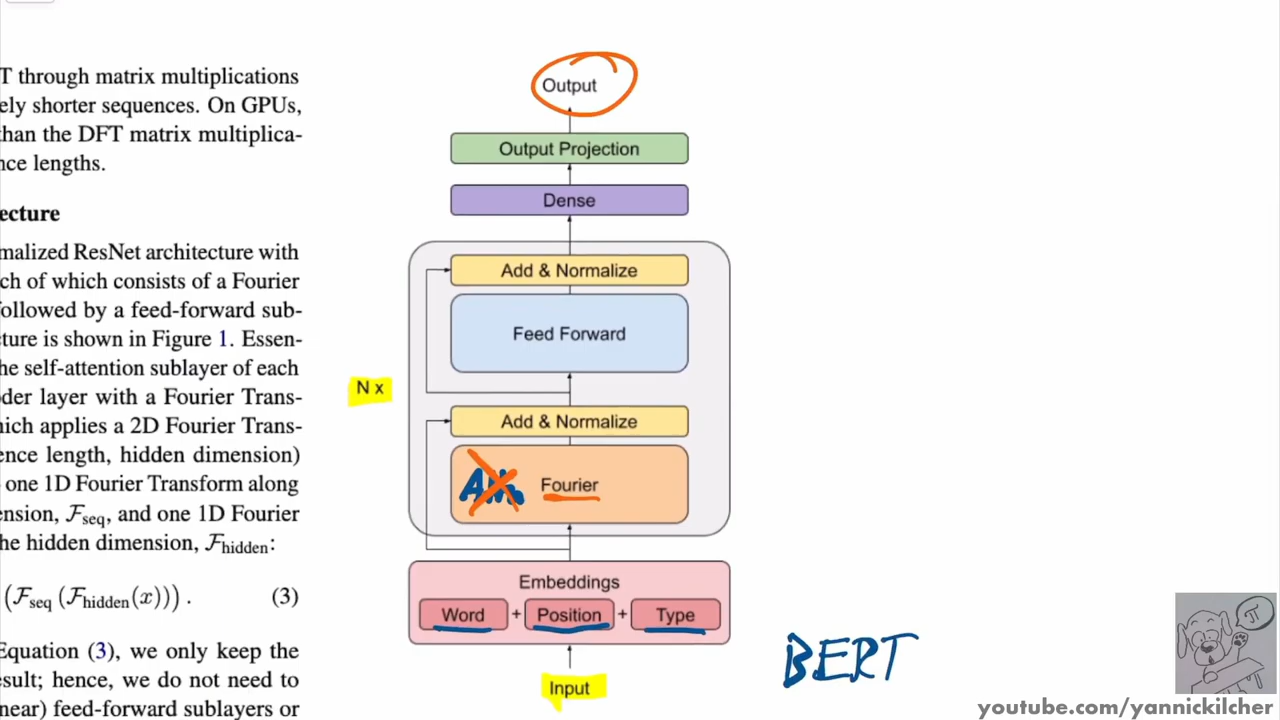 T through matrix multiplications
ely shorter sequences. On GPUs,
than the DFT matrix multiplica-
nce lengths.
ecture
malized ResNet architecture with
ch of which consists of a Fourier
followed by a feed-forward sub-
cture is shown in Figure 1. Essen-
he self-attention sublayer of each
der layer with a Fourier Trans-
hich applies a 2D Fourier Trans-
ence length, hidden dimension)
one 1D Fourier Transform along
ension, ℱseq, and one 1D Fourier
he hidden dimension, ℱhidden:
(ℱseq (ℱhidden(x))) . (3)
Equation (3), we only keep the
sult; hence, we do not need to
near) feed-forward sublayers or
Output
Output Projection
Dense
Add & Normalize
Feed Forward
N x
Add & Normalize
Fourier
Embeddings
Word + Position + Type
Input
BERT
π
youtube.com/yannickilcher